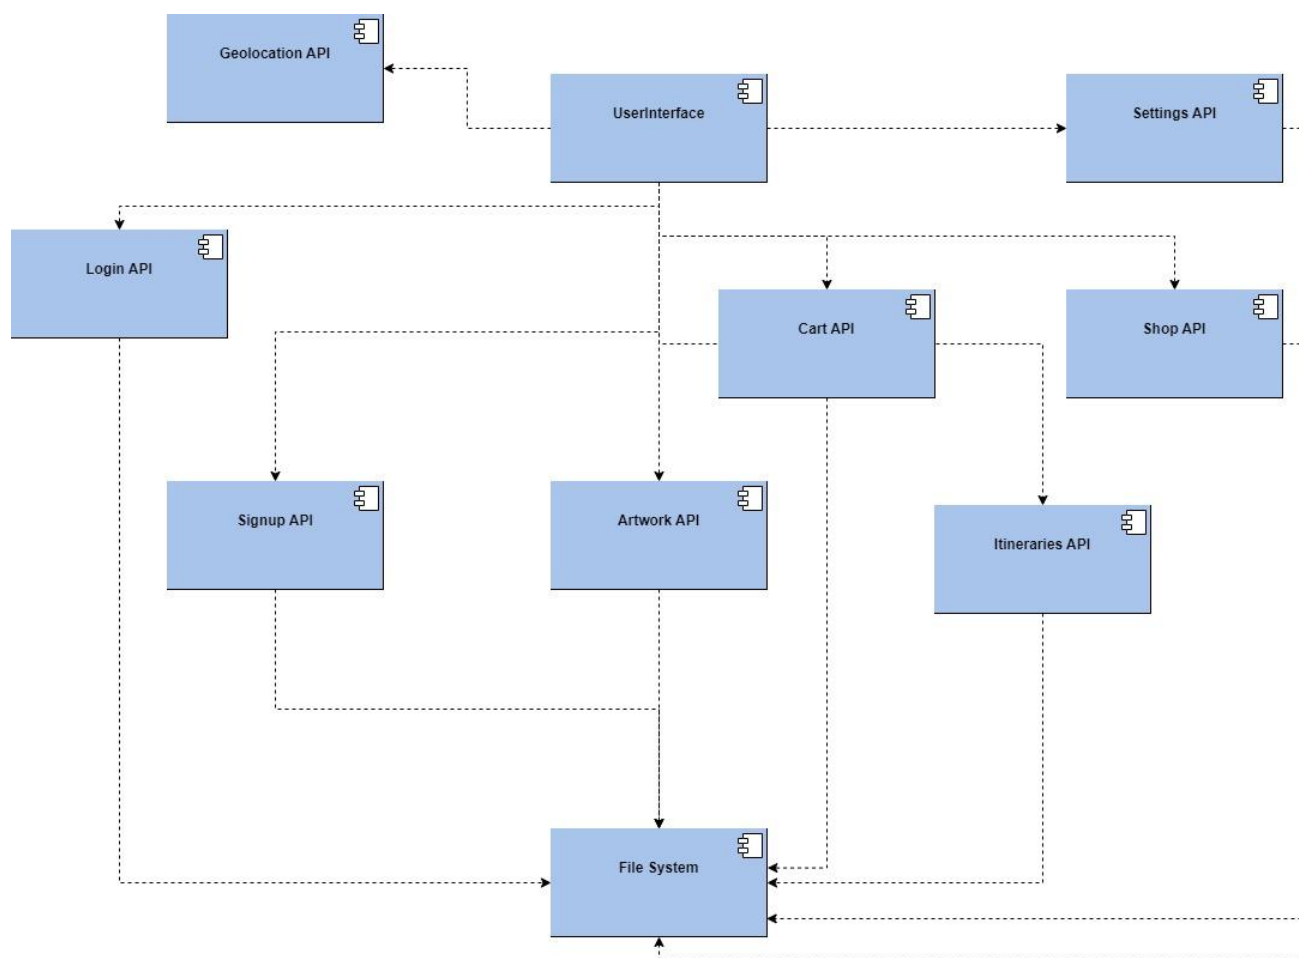 Geolocation API
UserInterface
Settings API
Login API
Cart API
Shop API
Signup API
Artwork API
Itineraries API
File System